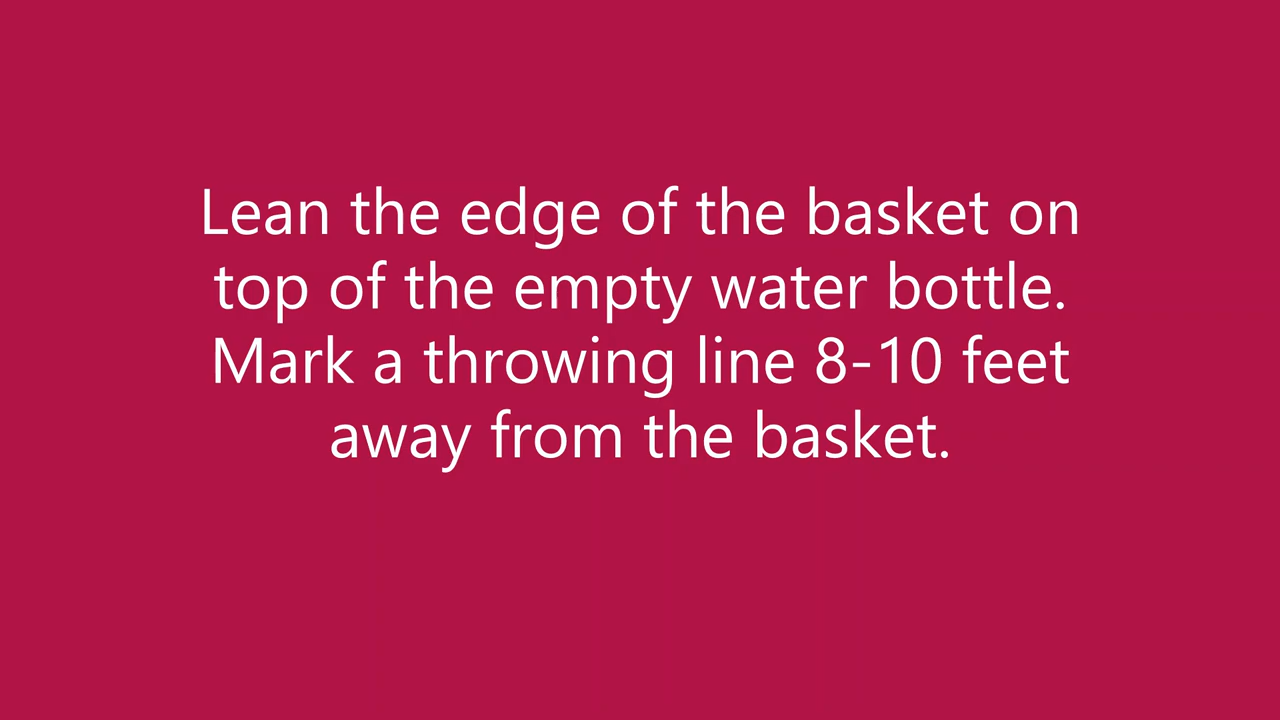 Lean the edge of the basket on
top of the empty water bottle.
Mark a throwing line 8-10 feet
away from the basket.